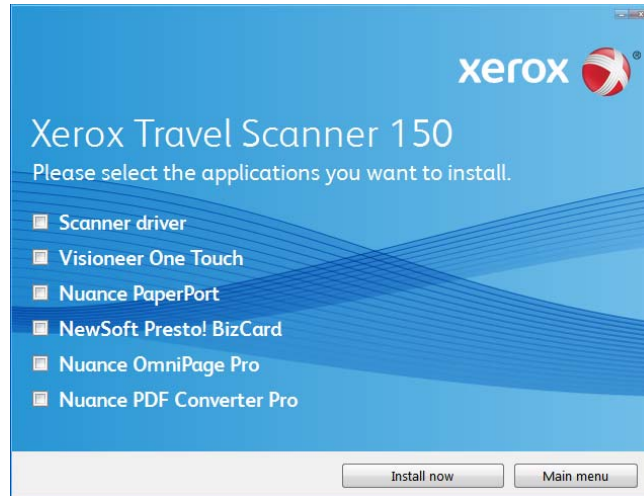 xerox ®
Xerox Travel Scanner 150
Please select the applications you want to install.
Scanner driver
Visioneer One Touch
Nuance PaperPort
NewSoft Presto! BizCard
Nuance OmniPage Pro
Nuance PDF Converter Pro
Install now Main menu